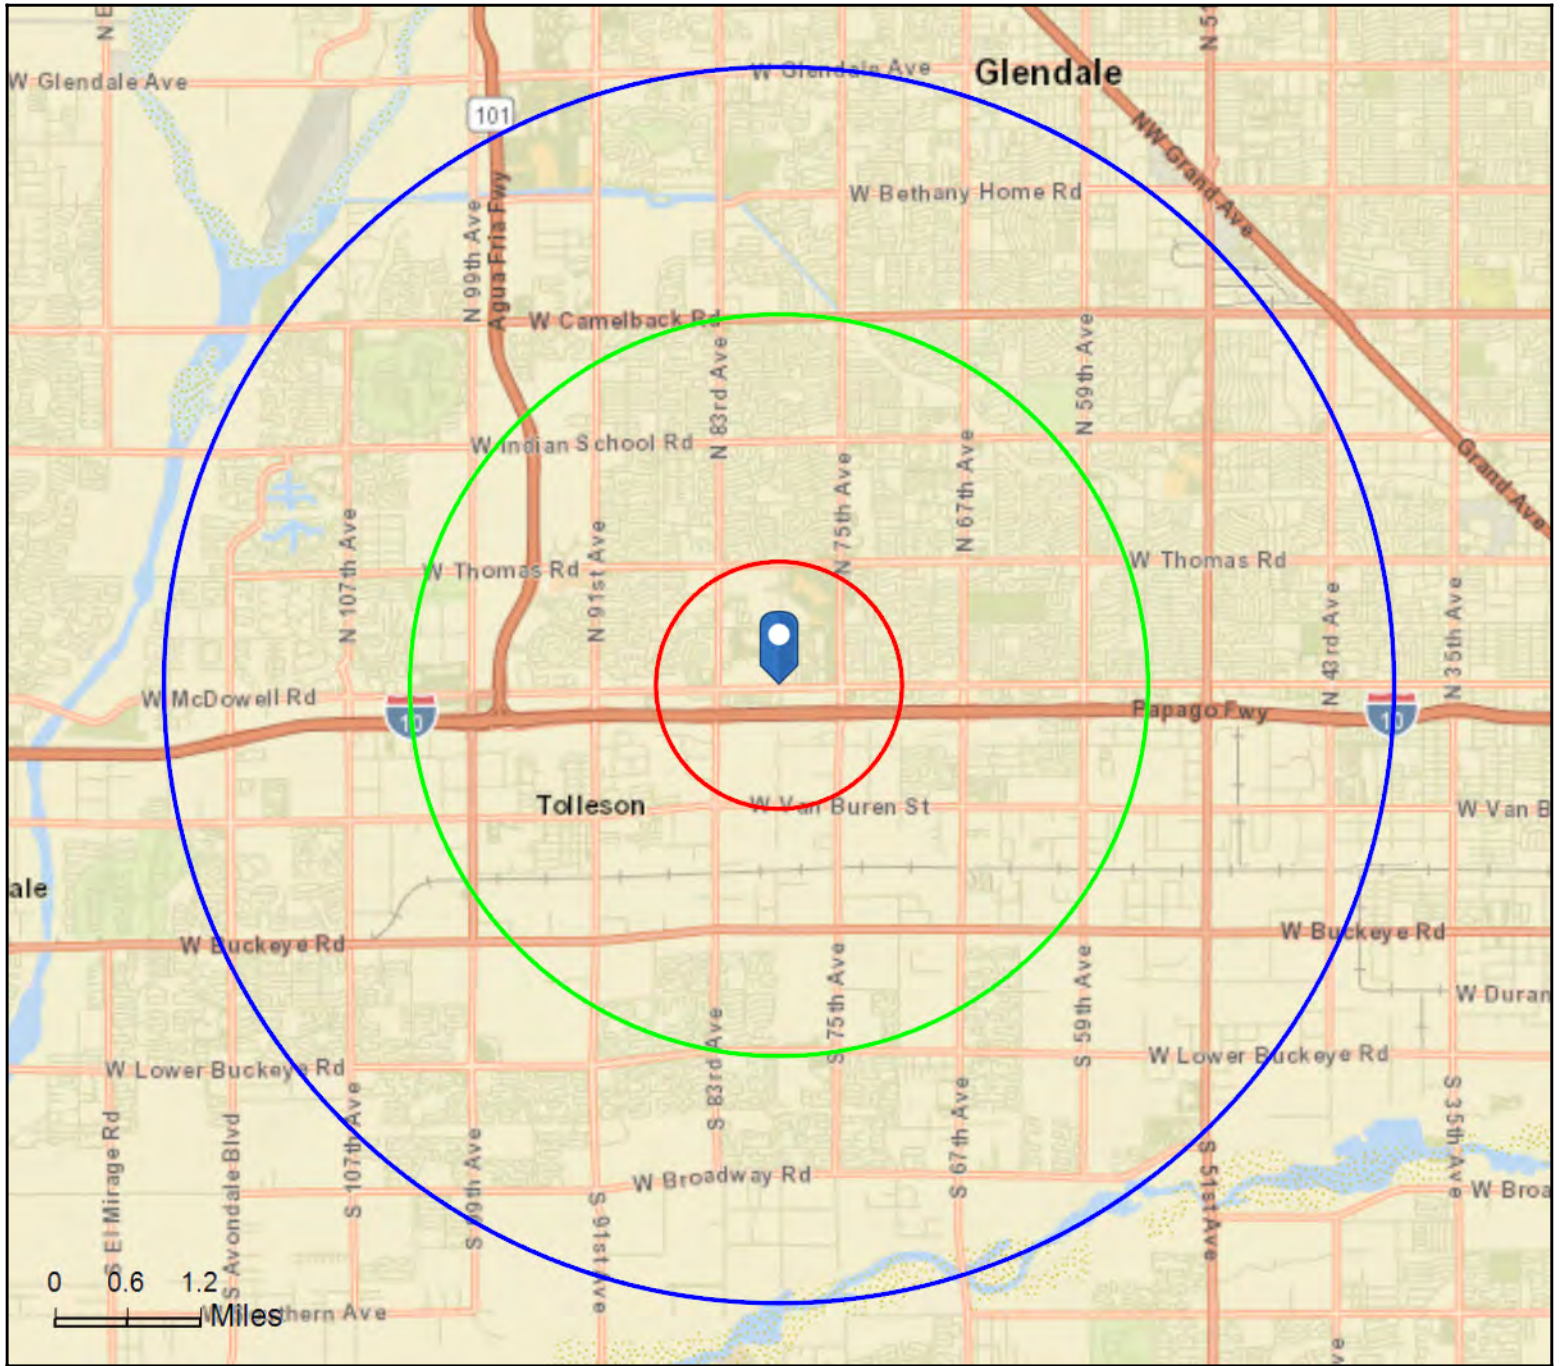 N E
N 51
W Glendale Ave
W Glendale Ave
Glendale
101
NW Grand Ave
W Bethany Home Rd
N 99th Ave
Agua Fria Fwy
W Camelback Rd
N 83rd Ave
N 59th Ave
W Indian School Rd
Grand Ave
N 75th Ave
N 67th Ave
N 107th Ave
N 91st Ave
W Thomas Rd
W Thomas Rd
N 43rd Ave
N 35th Ave
W McDowell Rd
10
Papago Fwy
10
Tolleson
W Van Buren St
W Van B
ale
W Buckeye Rd
W Buckeye Rd
S 75th Ave
S 59th Ave
W Duran
W Lower Buckeye Rd
W Lower Buckeye Rd
S 83rd Ave
S 107th Ave
S 67th Ave
S 35th Ave
S El Mirage Rd
S Avondale Blvd
S 99th Ave
W Broadway Rd
S 51st Ave
W Broa
S 91st Ave
0 0.6 1.2
Miles
thern Ave
ve